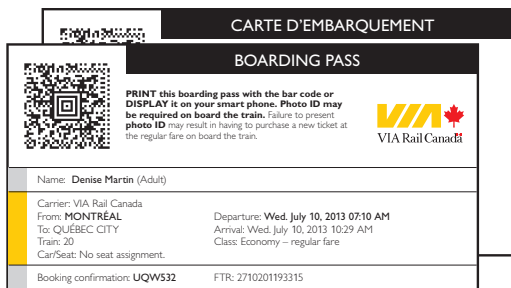 CARTE D'EMBARQUEMENT
BOARDING PASS
PRINT this boarding pass with the bar code or
DISPLAY it on your smart phone. Photo ID may
be required on board the train. Failure to present
photo ID may result in having to purchase a new ticket at
the regular fare on board the train.
VIA
VIA Rail Canada
Name: Denise Martin (Adult)
Carrier: VIA Rail Canada
From: MONTRÉAL
Departure: Wed. July 10, 2013 07:10 AM
To: QUÉBEC CITY
Arrival: Wed. July 10, 2013 10:29 AM
Train: 20
Class: Economy – regular fare
Car/Seat: No seat assignment.
Booking confirmation: UQW532
FTR: 2710201193315